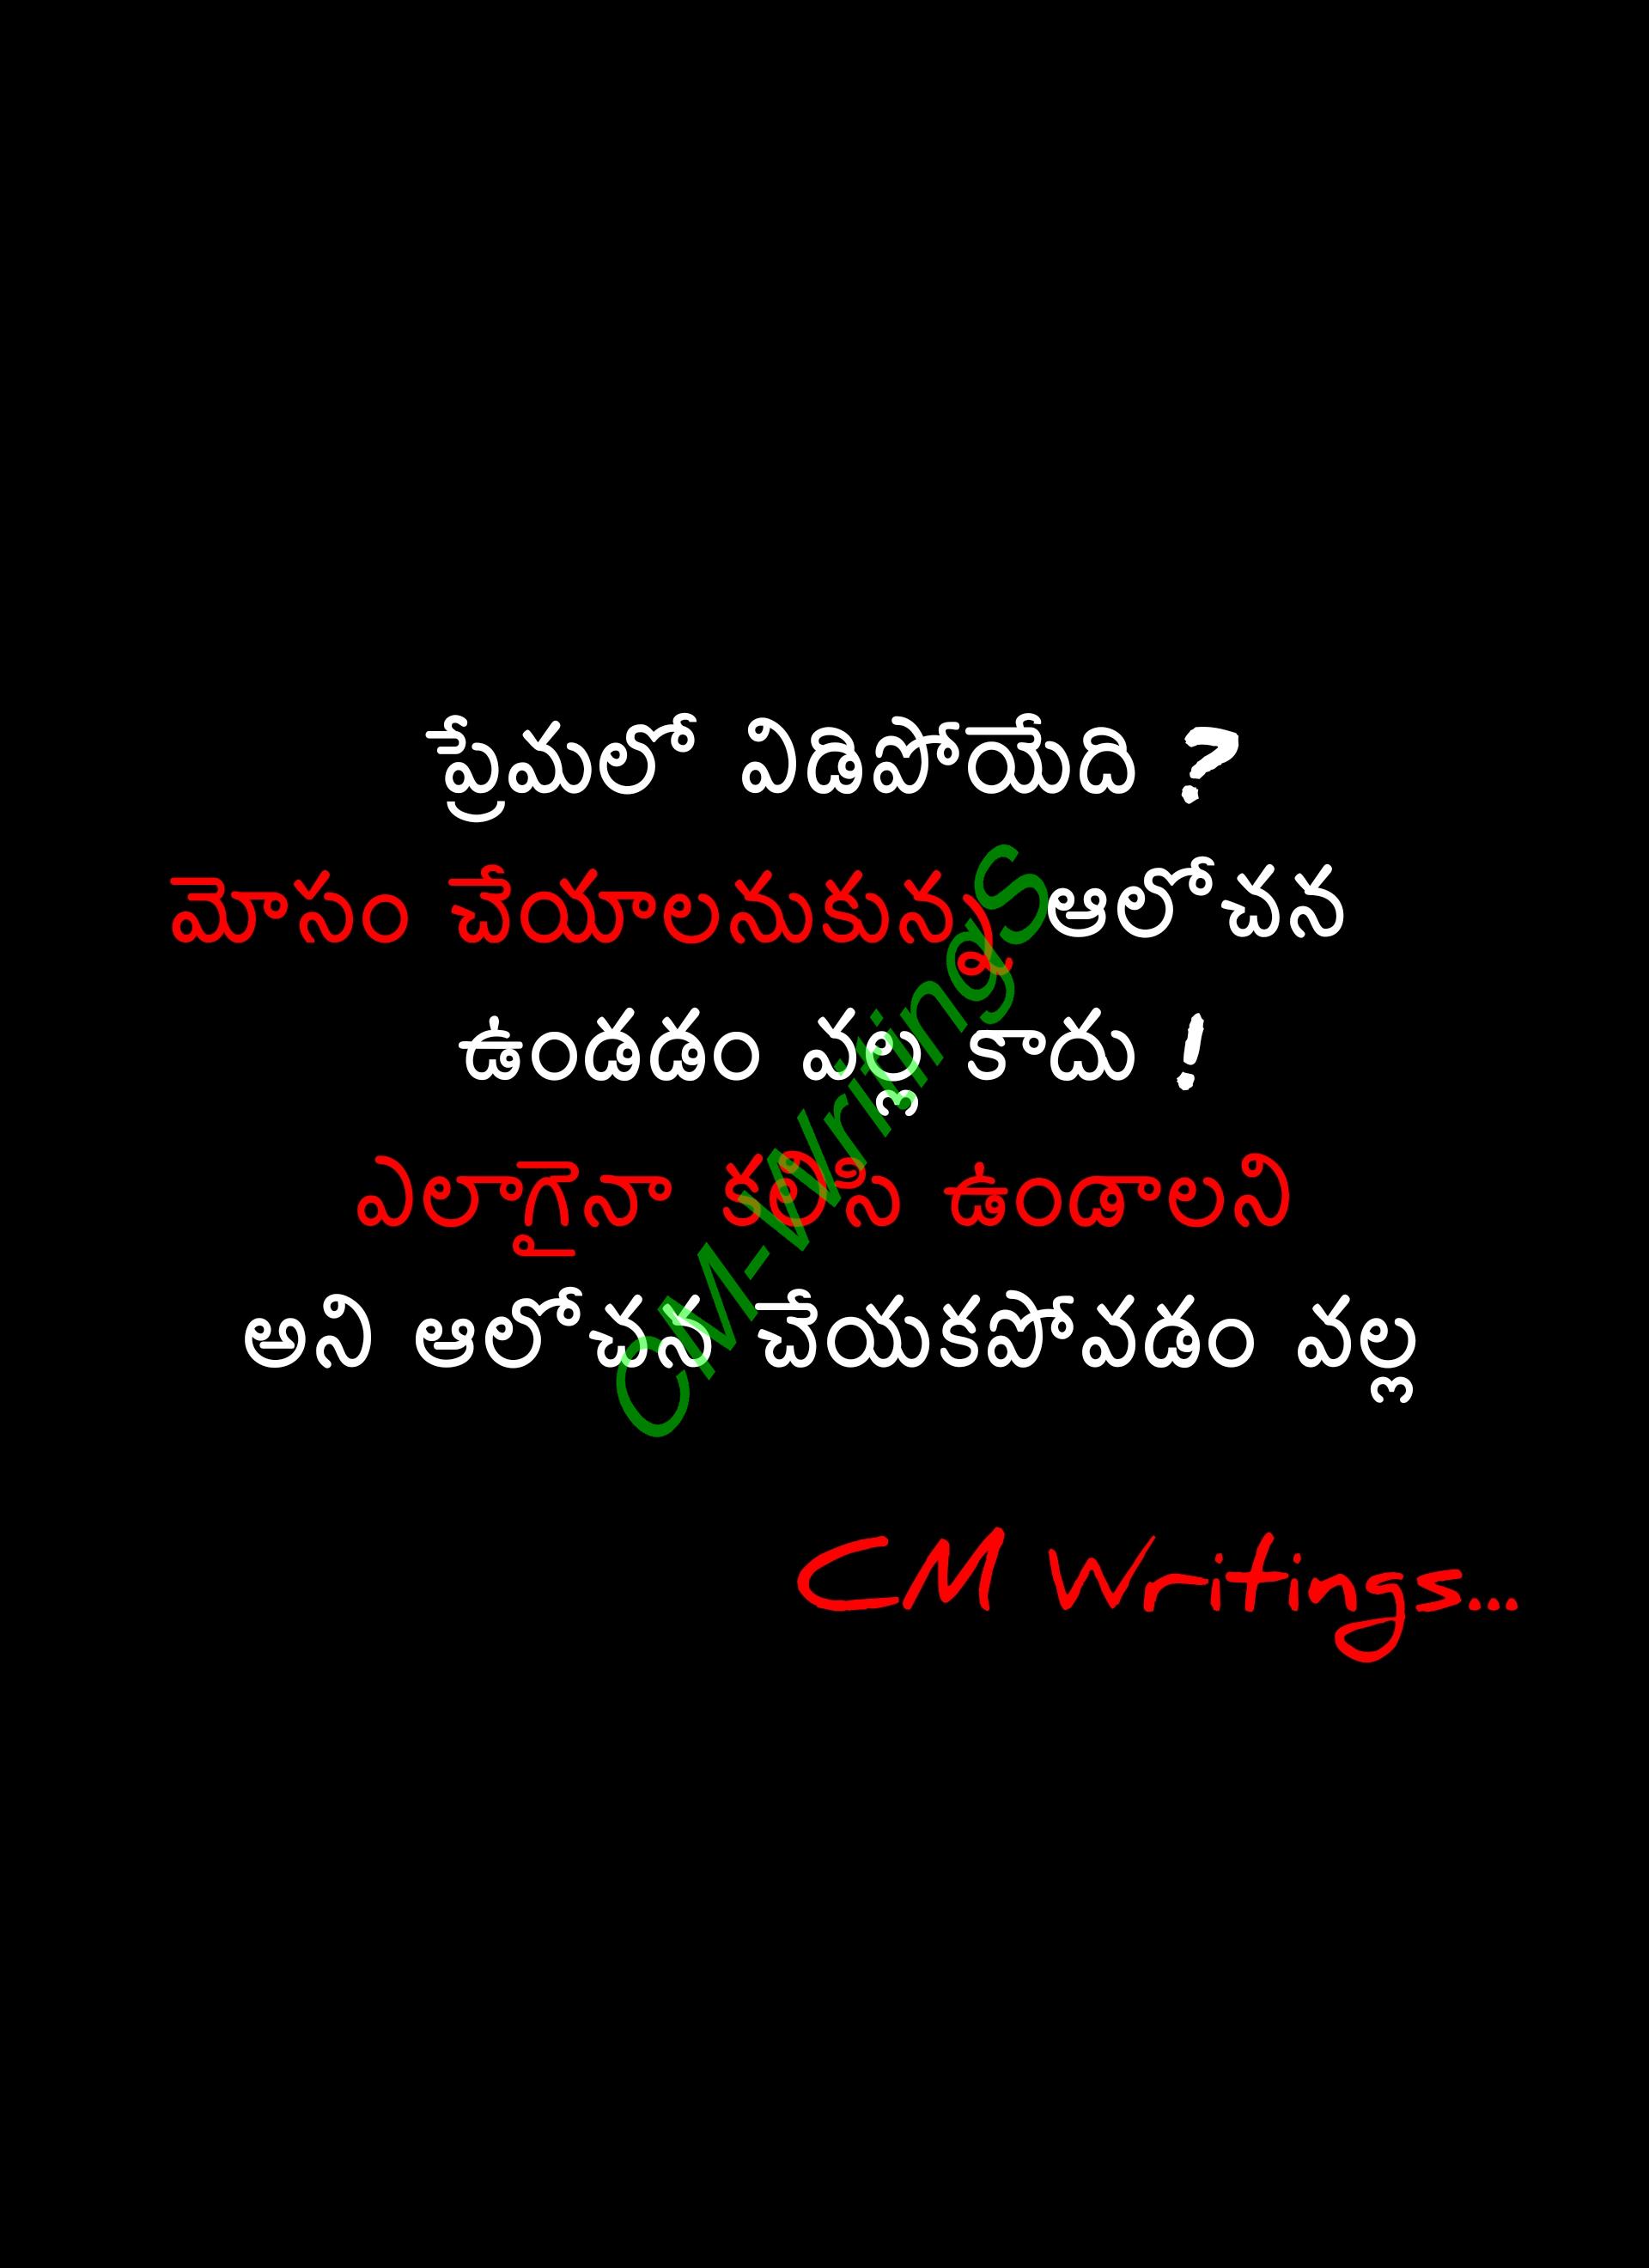 ప్రేమలో విడిపోయేది ?
మోసం చేయాలనుకున్న ఆలోచన
ఉండడం వల్ల కాదు !
ఎలాగైనా కలిసి ఉండాలని
అని ఆలోచన చేయకపోవడం వల్ల
CM Writings...
CM-Writings